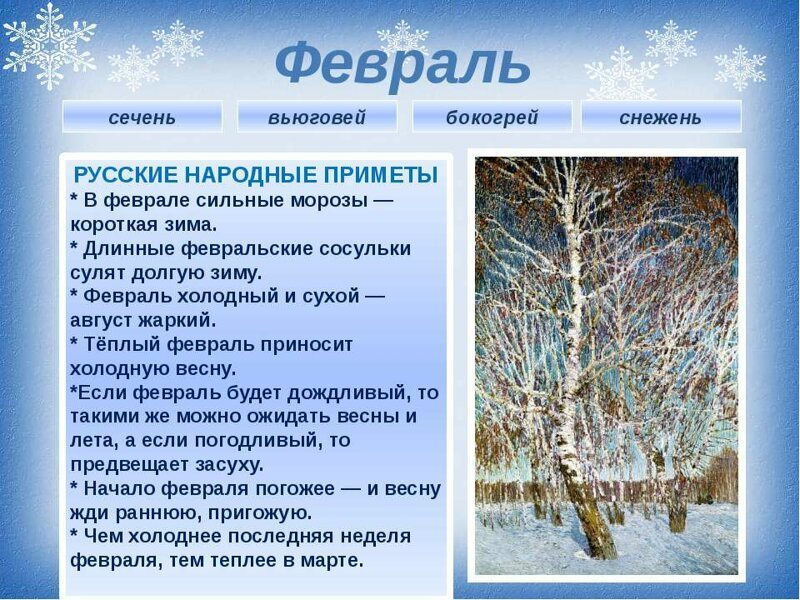 Февраль
сечень
вьюговей
бокогрей
снежень
РУССКИЕ НАРОДНЫЕ ПРИМЕТЫ
* В феврале сильные морозы —
короткая зима.
* Длинные февральские сосульки
сулят долгую зиму.
* Февраль холодный и сухой —
август жаркий.
* Тёплый февраль приносит
холодную весну.
*Если февраль будет дождливый, то
такими же можно ожидать весны и
лета, а если погодливый, то
предвещает засуху.
* Начало февраля погожее — и весну
жди раннюю, пригожую.
* Чем холоднее последняя неделя
февраля, тем теплее в марте.